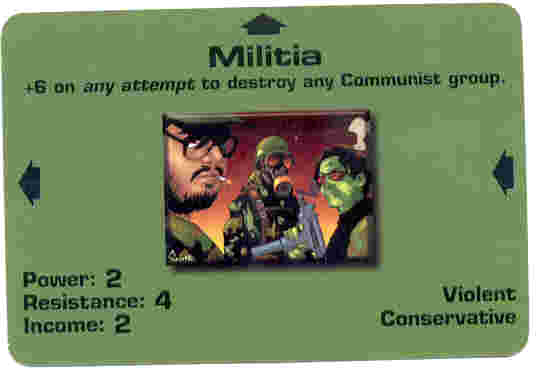 Militia
+6 on any attempt to destroy any Communist group.
Power: 2
Resistance: 4
Income: 2
Violent
Conservative